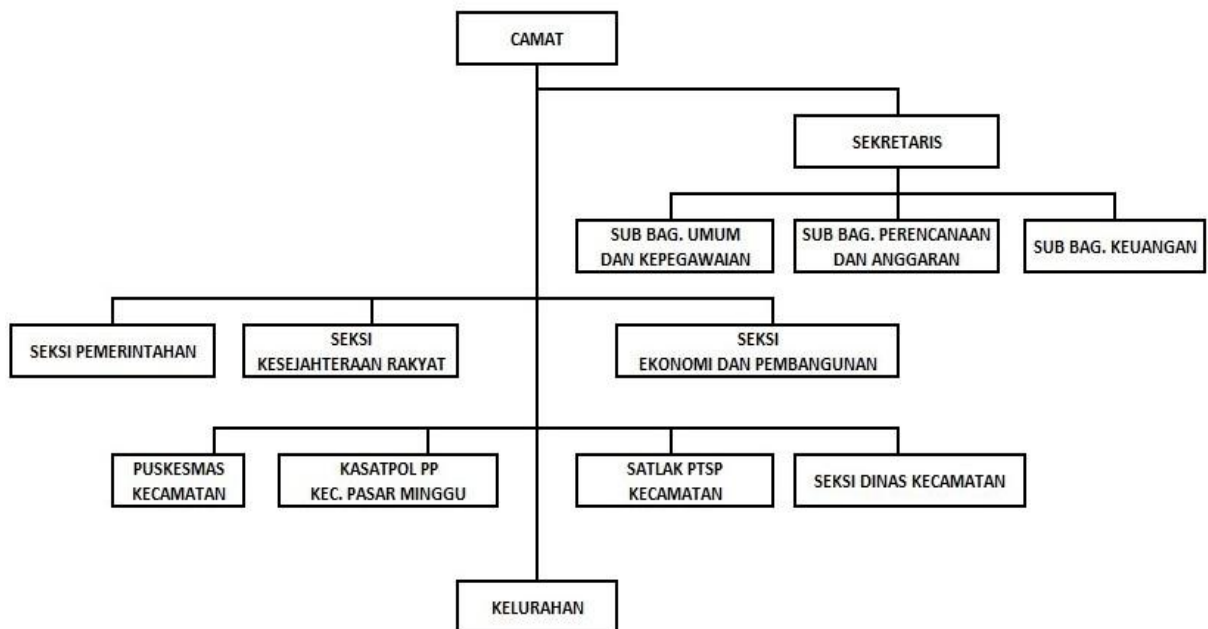 CAMAT
SEKRETARIS
SUB BAG. UMUM
DAN KEPEGAWAIAN
SUB BAG. PERENCANAAN
DAN ANGGARAN
SUB BAG. KEUANGAN
SEKSI PEMERINTAHAN
SEKSI
KESEJAHTERAAN RAKYAT
SEKSI
EKONOMI DAN PEMBANGUNAN
PUSKESMAS
KECAMATAN
KASATPOL PP
KEC. PASAR MINGGU
SATLAK PTSP
KECAMATAN
SEKSI DINAS KECAMATAN
KELURAHAN